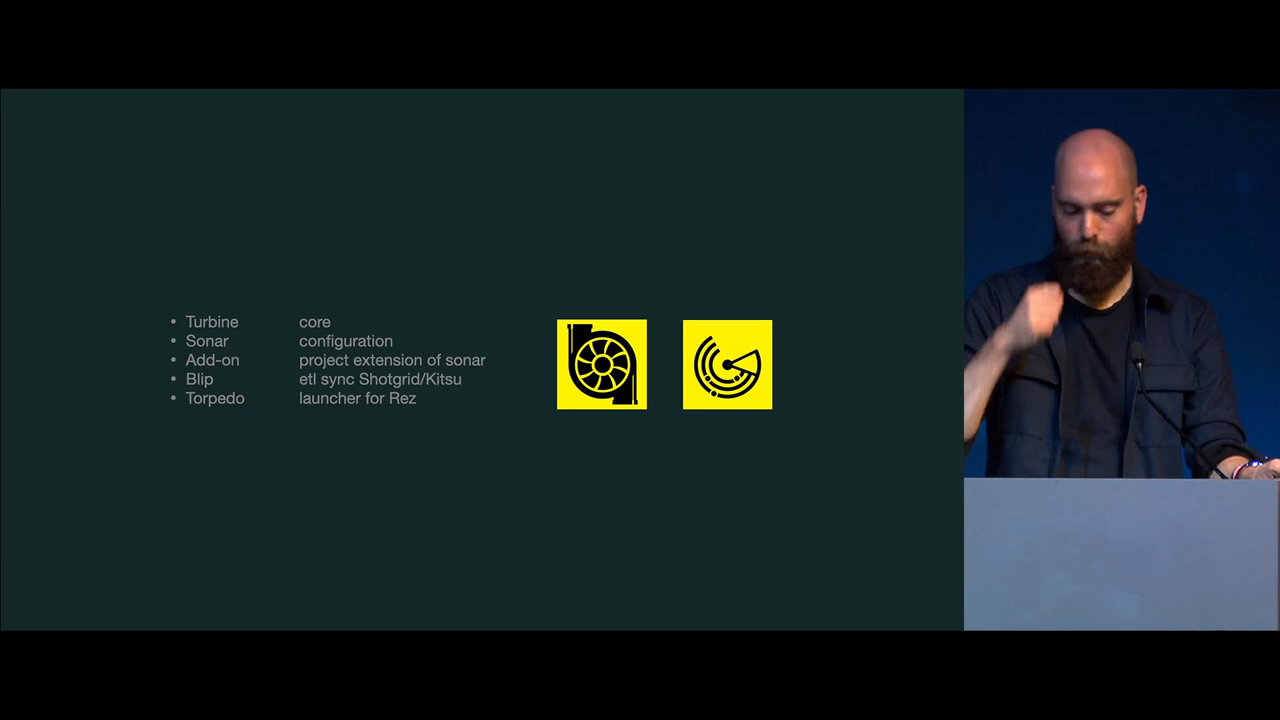 • Turbine core
• Sonar configuration
• Add-on project extension of sonar
• Blip etl sync Shotgrid/Kitsu
• Torpedo launcher for Rez